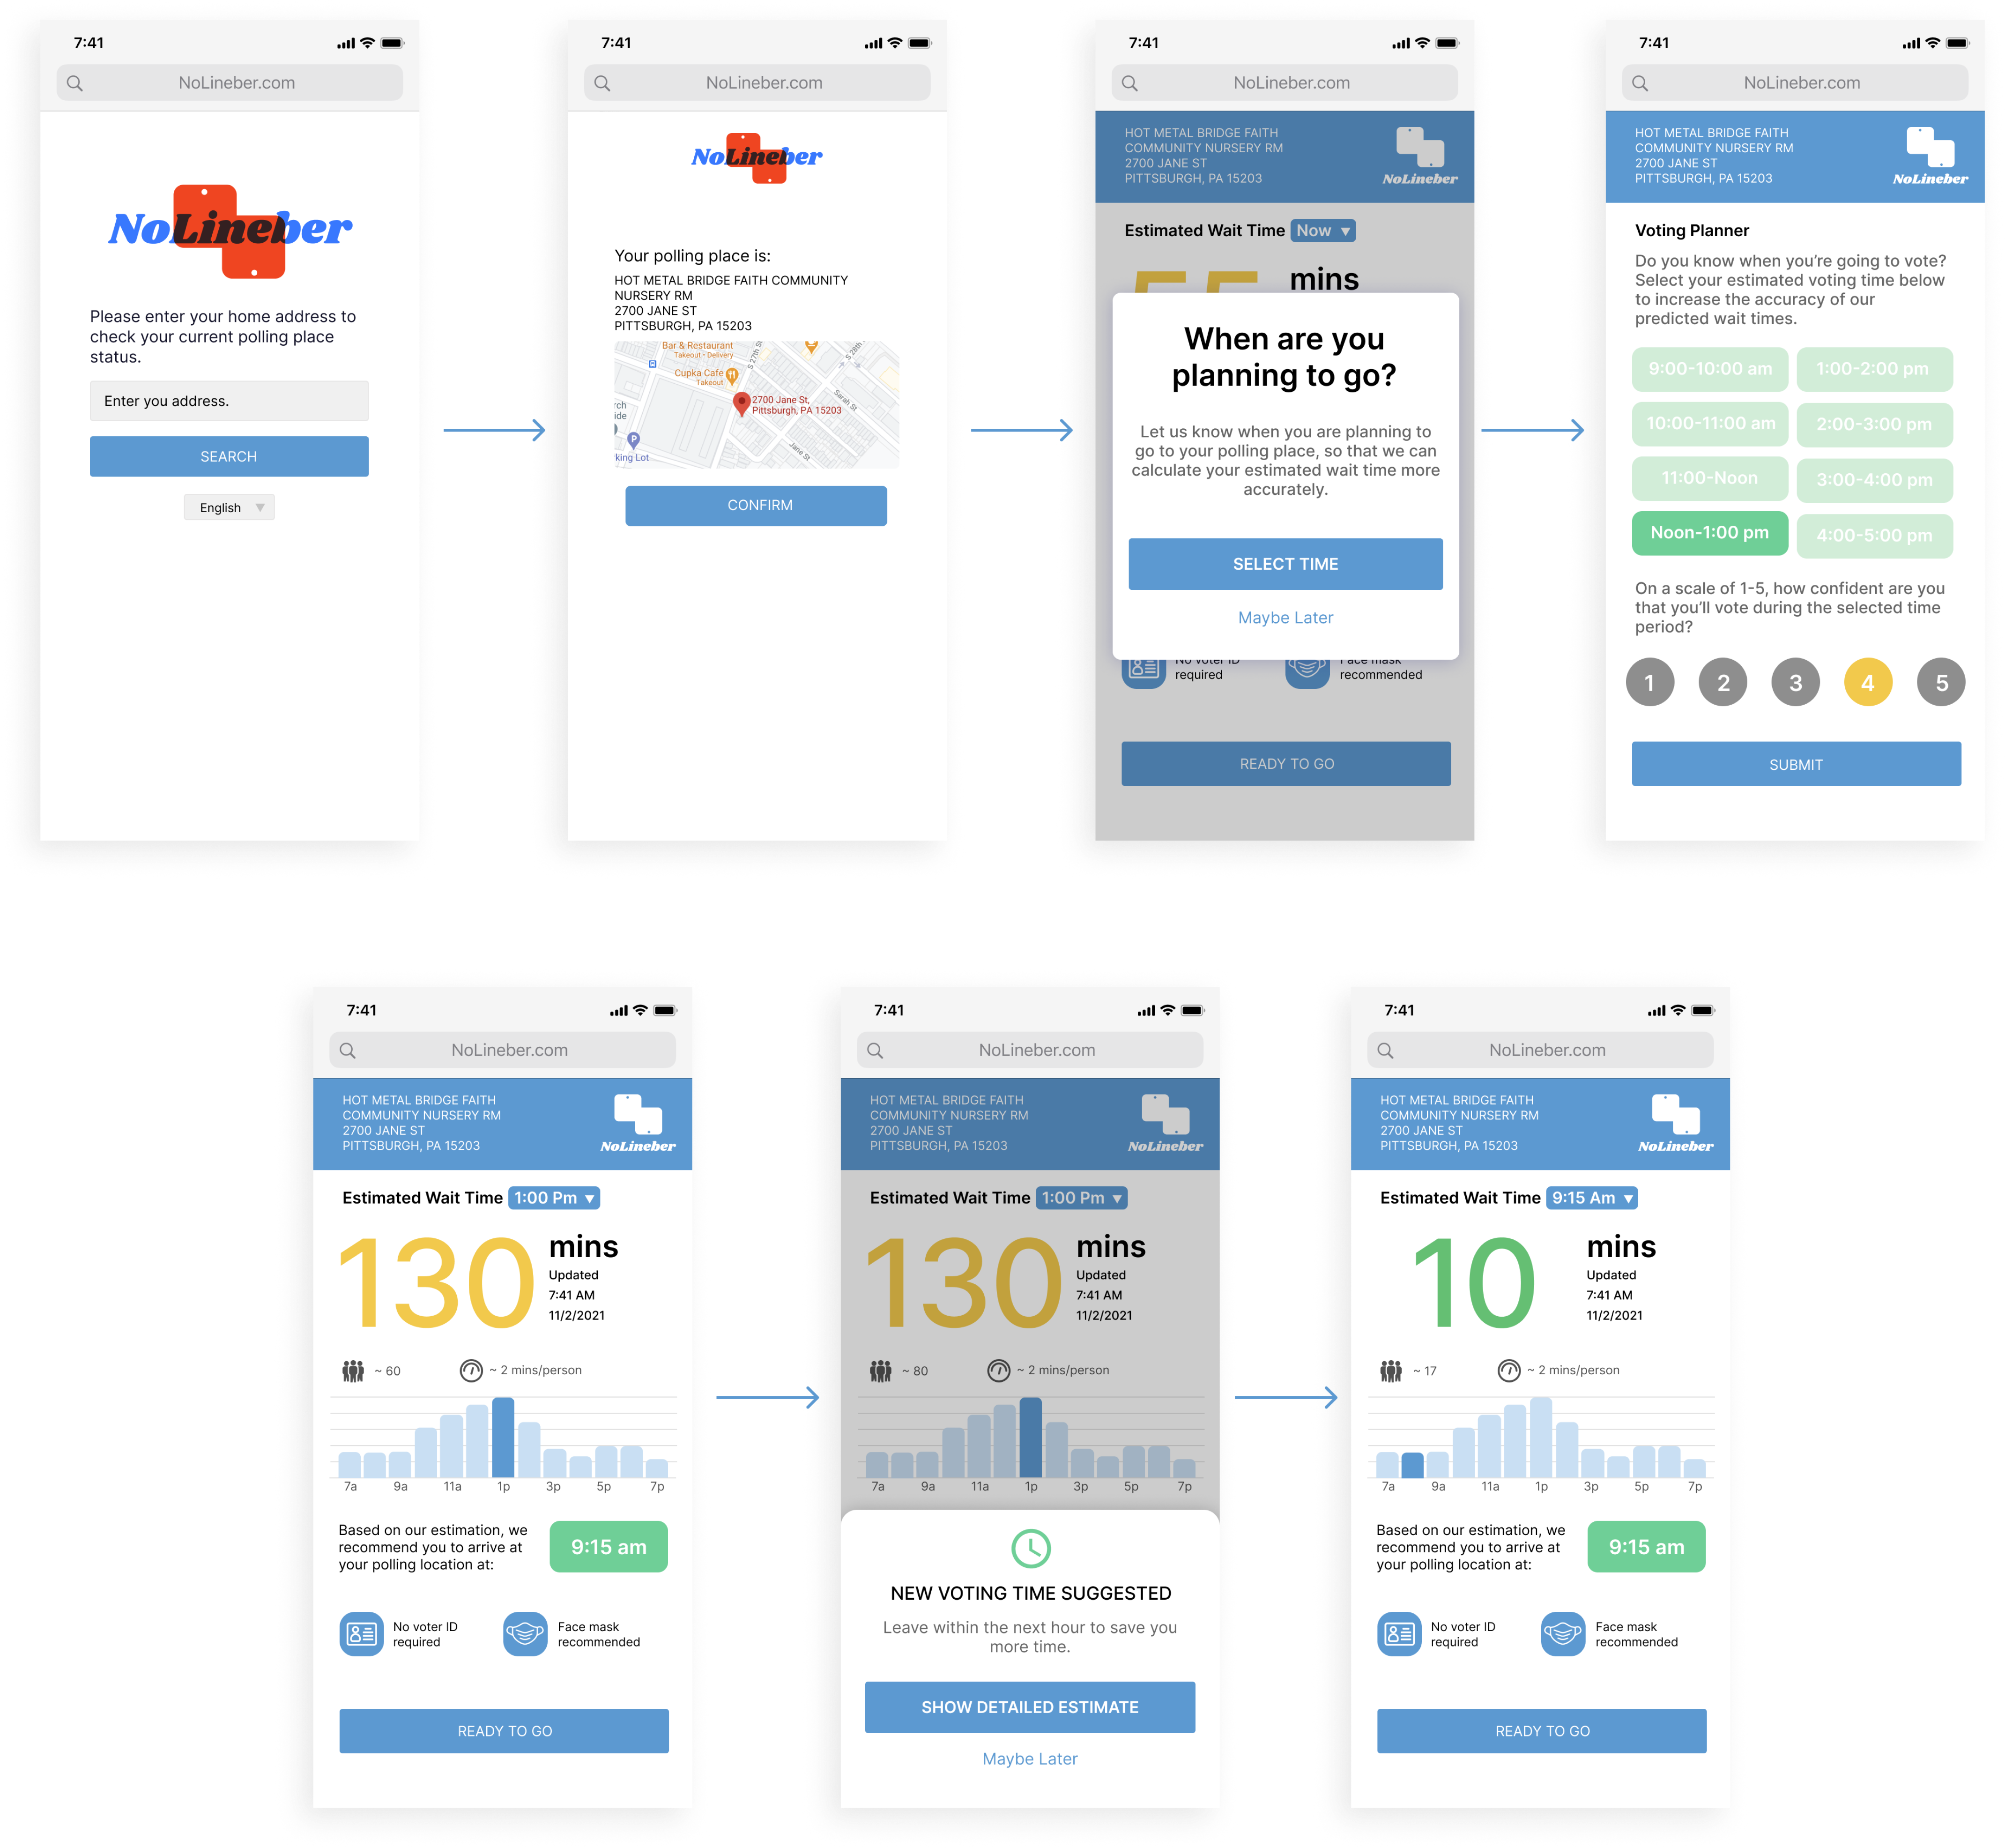 7:41
NoLineber.com
NoLineber
Please enter your home address to
check your current polling place
status.
Enter you address.
SEARCH
English
7:41
NoLineber.com
NoLineber
Your polling place is:
HOT METAL BRIDGE FAITH COMMUNITY
NURSERY RM
2700 JANE ST
PITTSBURGH, PA 15203
Bar & Restaurant
Takeout • Delivery
S 27th St
S 28th
Cupka Cafe
Takeout
2700 Jane St,
Pittsburgh, PA 15203
Sarah St
rch
ide
P
king Lot
Jane St
CONFIRM
7:41
NoLineber.com
HOT METAL BRIDGE FAITH
COMMUNITY NURSERY RM
2700 JANE ST
PITTSBURGH, PA 15203
NoLineber
Estimated Wait Time Now
mins
When are you
planning to go?
Let us know when you are planning to
go to your polling place, so that we can
calculate your estimated wait time more
accurately.
SELECT TIME
Maybe Later
No voter ID
required
Face mask
recommended
READY TO GO
7:41
NoLineber.com
HOT METAL BRIDGE FAITH
COMMUNITY NURSERY RM
2700 JANE ST
PITTSBURGH, PA 15203
NoLineber
Voting Planner
Do you know when you’re going to vote?
Select your estimated voting time below
to increase the accuracy of our
predicted wait times.
9:00-10:00 am 1:00-2:00 pm
10:00-11:00 am 2:00-3:00 pm
11:00-Noon 3:00-4:00 pm
Noon-1:00 pm 4:00-5:00 pm
On a scale of 1-5, how confident are you
that you’ll vote during the selected time
period?
1 2 3 4 5
SUBMIT
7:41
NoLineber.com
HOT METAL BRIDGE FAITH
COMMUNITY NURSERY RM
2700 JANE ST
PITTSBURGH, PA 15203
NoLineber
Estimated Wait Time 1:00 Pm
130 mins
Updated
7:41 AM
11/2/2021
~ 60 ~ 2 mins/person
7a 9a 11a 1p 3p 5p 7p
Based on our estimation, we
recommend you to arrive at
your polling location at:
9:15 am
No voter ID
required
Face mask
recommended
READY TO GO
7:41
NoLineber.com
HOT METAL BRIDGE FAITH
COMMUNITY NURSERY RM
2700 JANE ST
PITTSBURGH, PA 15203
NoLineber
Estimated Wait Time 1:00 Pm
130 mins
Updated
7:41 AM
11/2/2021
~ 80 ~ 2 mins/person
7a 9a 11a 1p 3p 5p 7p
NEW VOTING TIME SUGGESTED
Leave within the next hour to save you
more time.
SHOW DETAILED ESTIMATE
Maybe Later
7:41
NoLineber.com
HOT METAL BRIDGE FAITH
COMMUNITY NURSERY RM
2700 JANE ST
PITTSBURGH, PA 15203
NoLineber
Estimated Wait Time 9:15 Am
10 mins
Updated
7:41 AM
11/2/2021
~ 17 ~ 2 mins/person
7a 9a 11a 1p 3p 5p 7p
Based on our estimation, we
recommend you to arrive at
your polling location at:
9:15 am
No voter ID
required
Face mask
recommended
READY TO GO